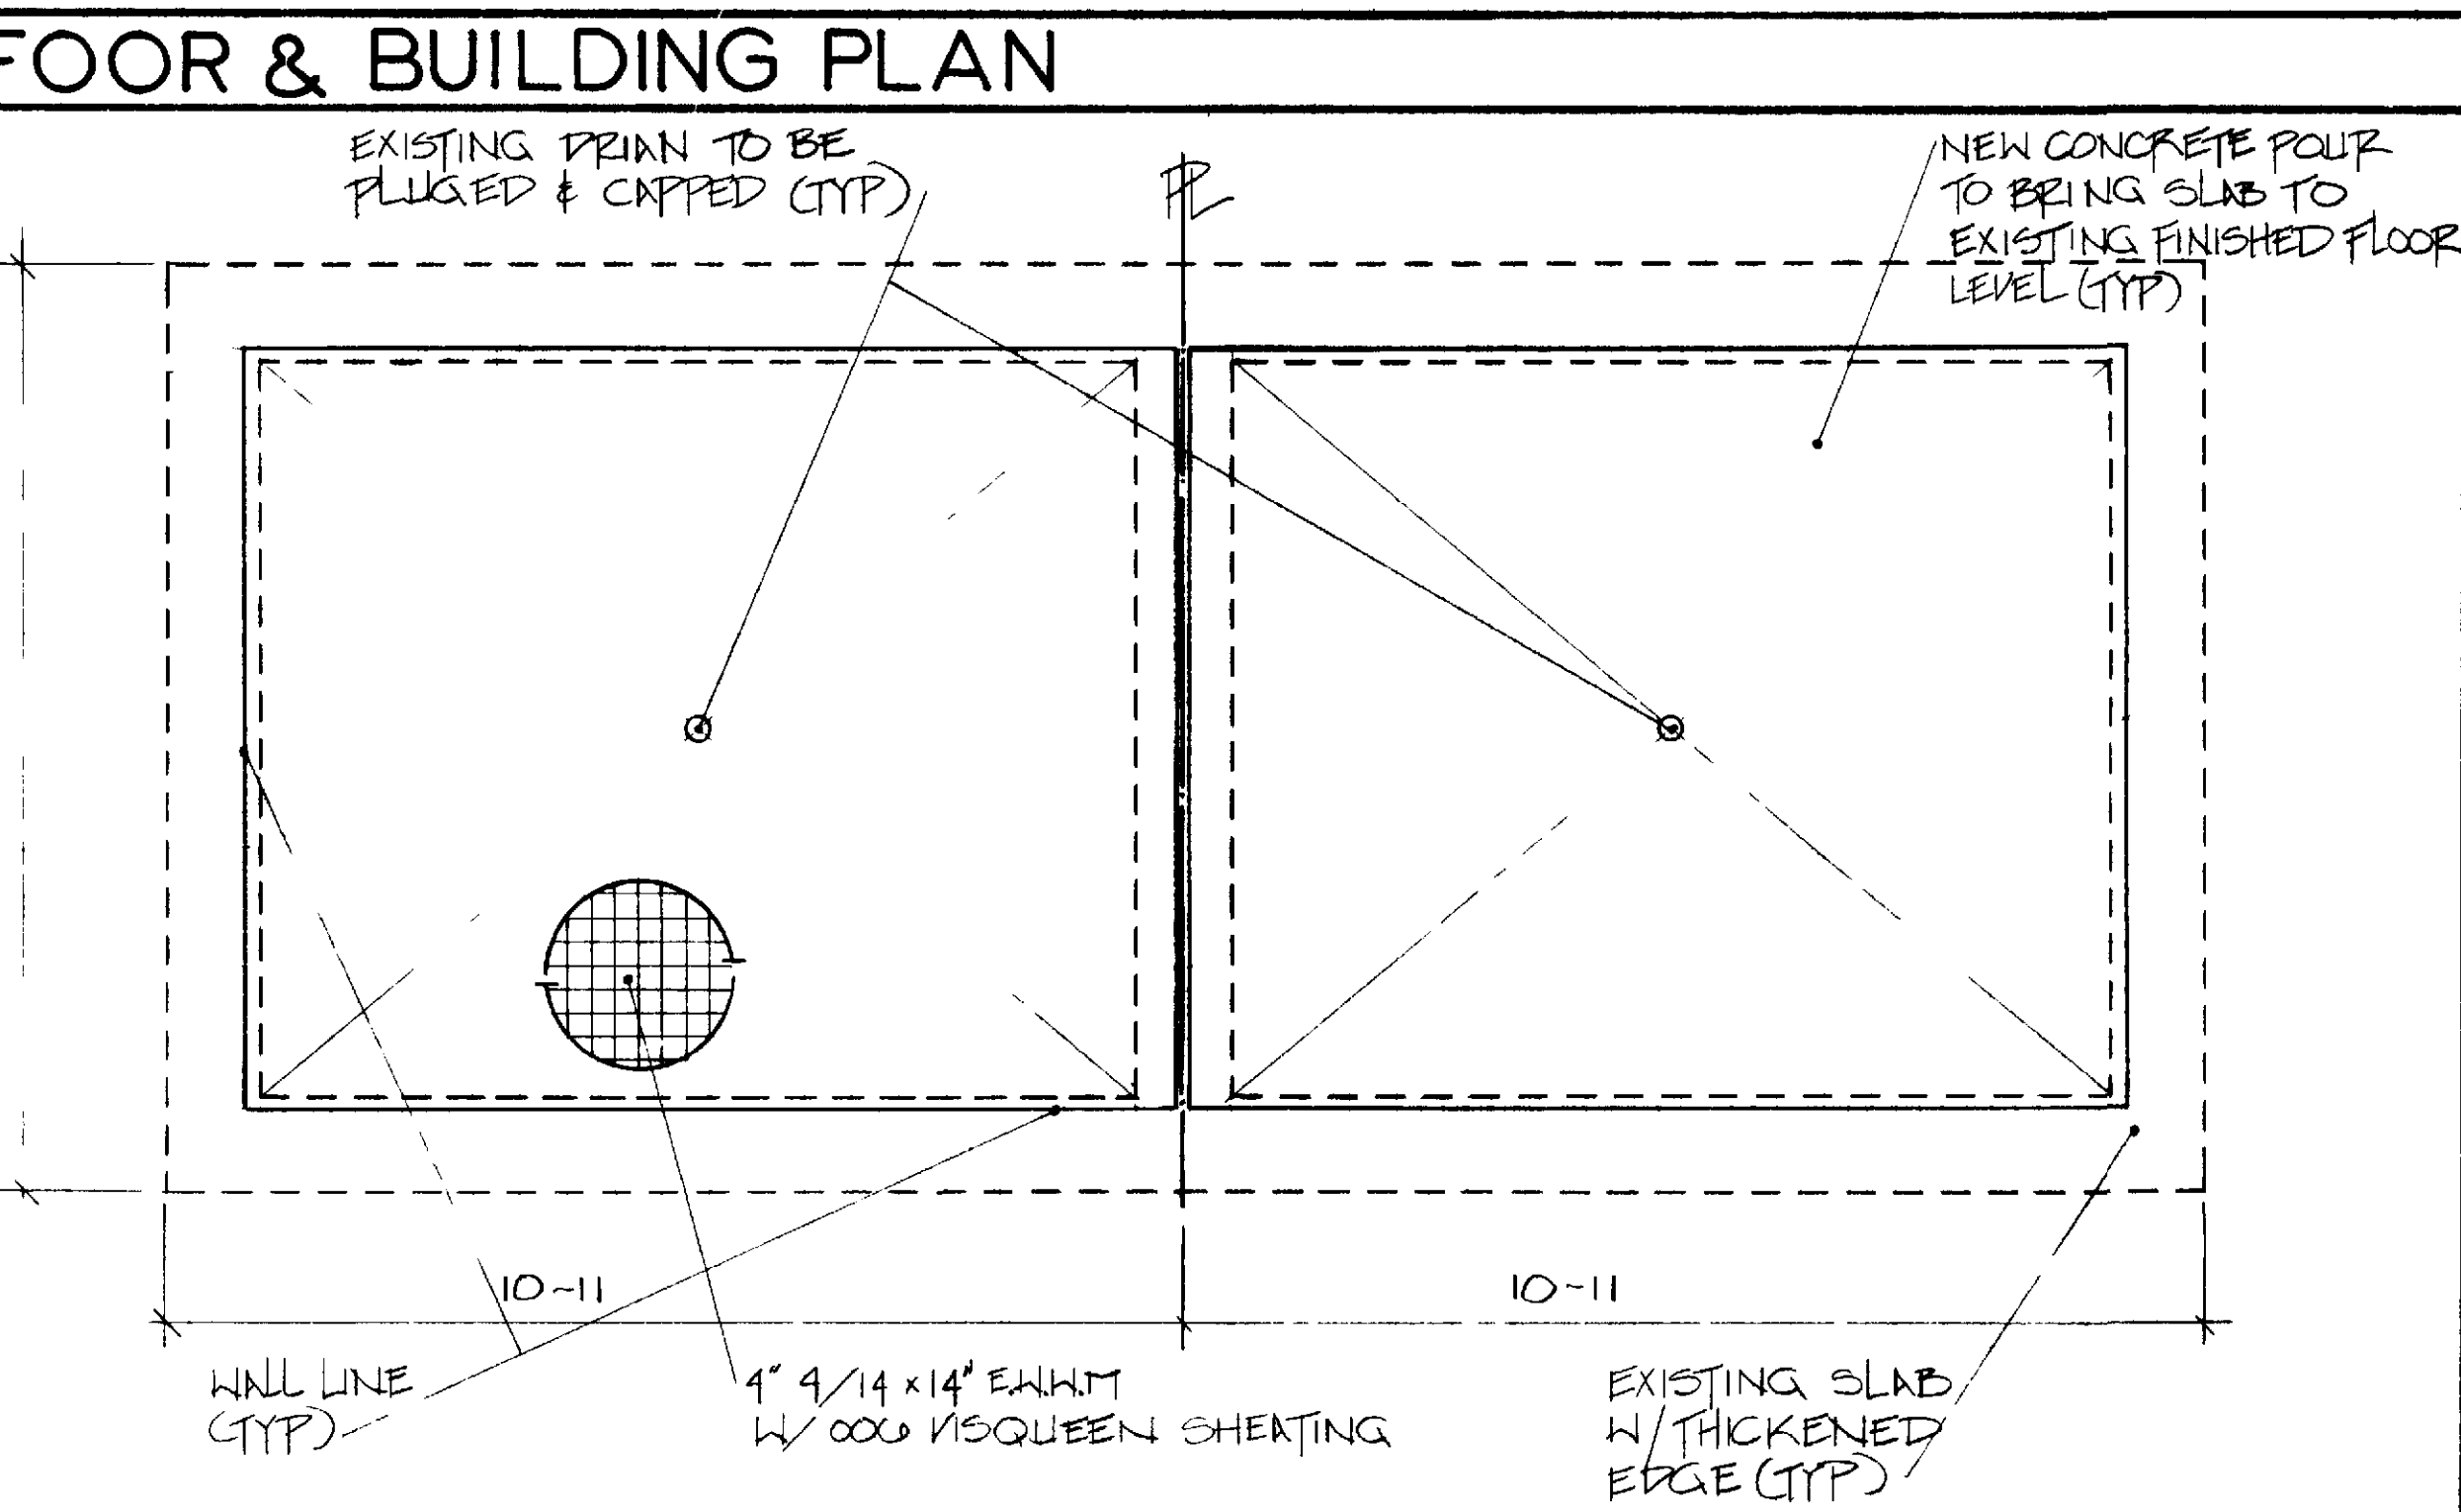 FOOR & BUILDING PLAN
EXISTING DRIAN TO BE
PLUGED & CAPPED (TYP)
PL
NEW CONCRETE POUR
TO BRING SLAB TO
EXISTING FINISHED FLOOR
LEVEL (TYP)
10-11
10-11
WALL LINE
(TYP)
4" 4/14 x 14" E.W.W.M
W/ 006 VISQUEEN SHEATING
EXISTING SLAB
W/ THICKENED
EDGE (TYP)